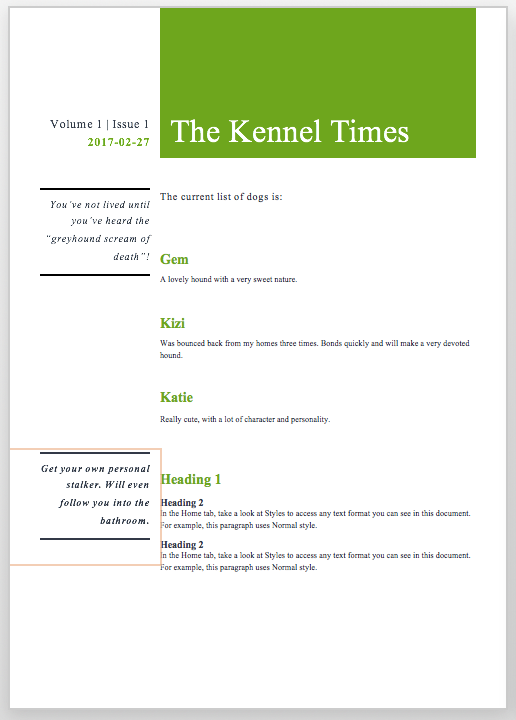 Volume 1 | Issue 1
2017-02-27
The Kennel Times
You’ve not lived until
you’ve heard the
“greyhound scream of
death”!
The current list of dogs is:
Gem
A lovely hound with a very sweet nature.
Kizi
Was bounced back from my homes three times. Bonds quickly and will make a very devoted
hound.
Katie
Really cute, with a lot of character and personality.
Get your own personal
stalker. Will even
follow you into the
bathroom.
Heading 1
Heading 2
In the Home tab, take a look at Styles to access any text format you can see in this document.
For example, this paragraph uses Normal style.
Heading 2
In the Home tab, take a look at Styles to access any text format you can see in this document.
For example, this paragraph uses Normal style.